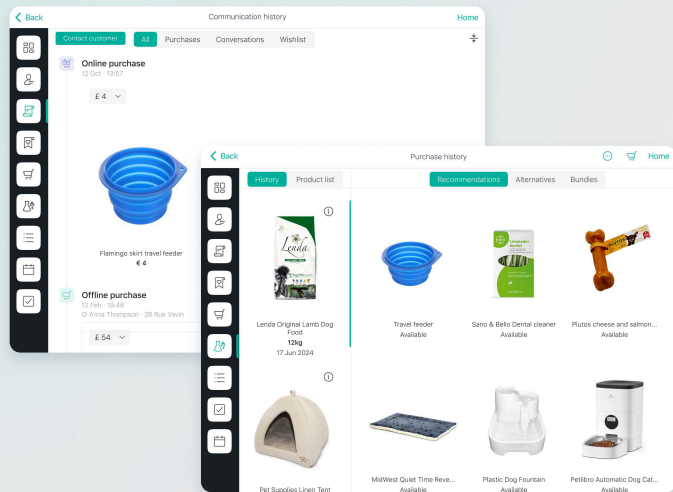 Back
Communication history
Home
Contact customer
All
Purchases
Conversations
Wishlist
Online purchase
12 Oct - 13:57
£ 4
Flamingo skirt travel feeder
€ 4
Offline purchase
12 Feb - 19:48
Anna Thompson - 26 Rue Vavin
£ 54
Back
Purchase history
Home
History
Product list
Recommendations
Alternatives
Bundles
Lenda
Lenda Original Lamb Dog
Food
12kg
17 Jun 2024
Pet Supplies Linen Tent
Travel feeder
Available
Limpiador
dental
Sano & Bello Dental cleaner
Available
Plutos cheese and salmon...
Available
MidWest Quiet Time Reve...
Available
Plastic Dog Fountain
Available
Petlibro Automatic Dog Cat...
Available